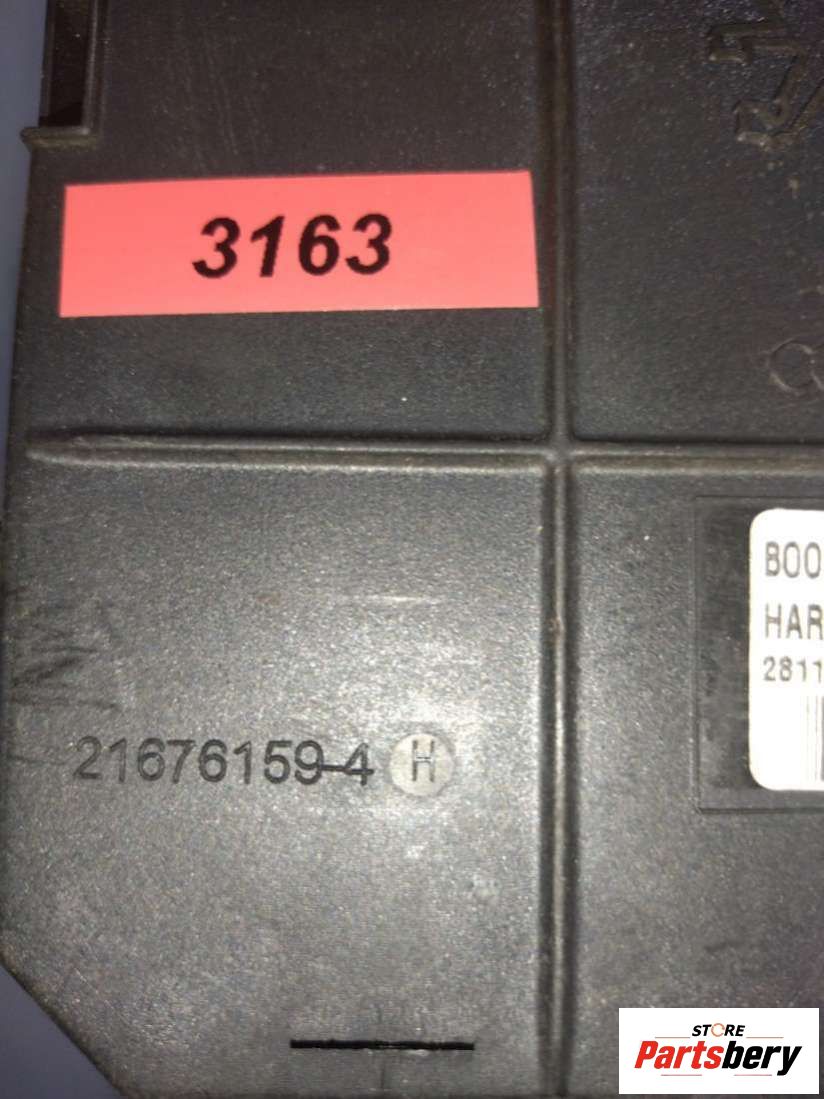 3163
BOO
HAR
2811
21676159-4 H
STORE
Partsbery